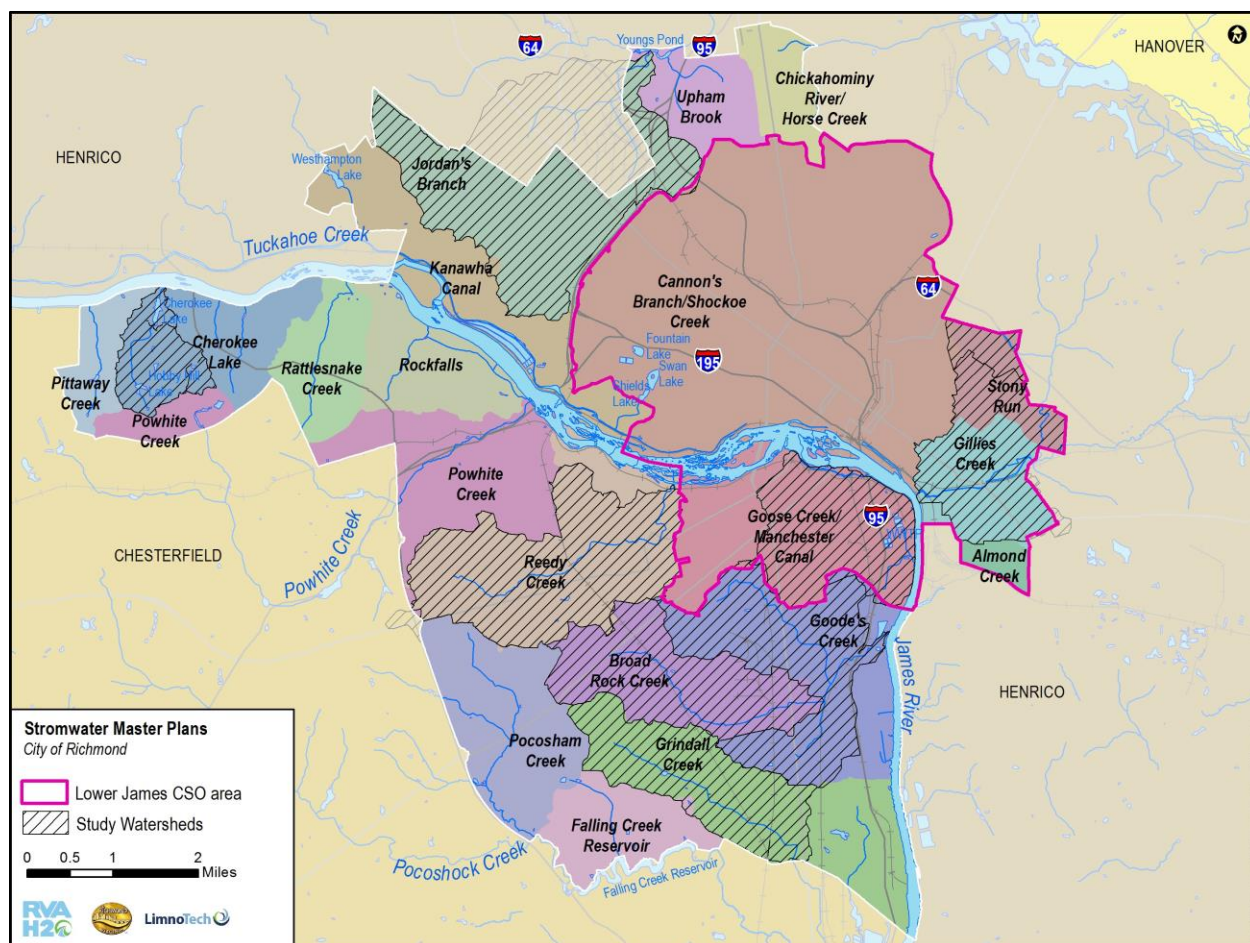 Youngs Pond
64
95
HANOVER
N
Upham
Brook
Chickahominy
River/
Horse Creek
HENRICO
Westhampton
Lake
Jordan's
Branch
Tuckahoe Creek
Kanawha
Canal
Cannon's
Branch/Shockoe
Creek
64
Cherokee
Lake
Cherokee
Lake
Rattlesnake
Creek
Rockfalls
Fountain
Lake
Swan
Lake
195
Shields
Lake
Pittaway
Creek
Hobby Hill
Lake
Powhite
Creek
Stony
Run
Gillies
Creek
Powhite
Creek
Goose Creek/
Manchester
Canal
95
CHESTERFIELD
Powhite Creek
Reedy
Creek
Almond
Creek
Goode's
Creek
Broad
Rock Creek
James River
HENRICO
Pocosham
Creek
Grindall
Creek
Falling Creek
Reservoir
Pocoshock Creek
Falling Creek Reservoir
Stromwater Master Plans
City of Richmond
Lower James CSO area
Study Watersheds
0 0.5 1 2
Miles
RVA
H2O
LimnoTech